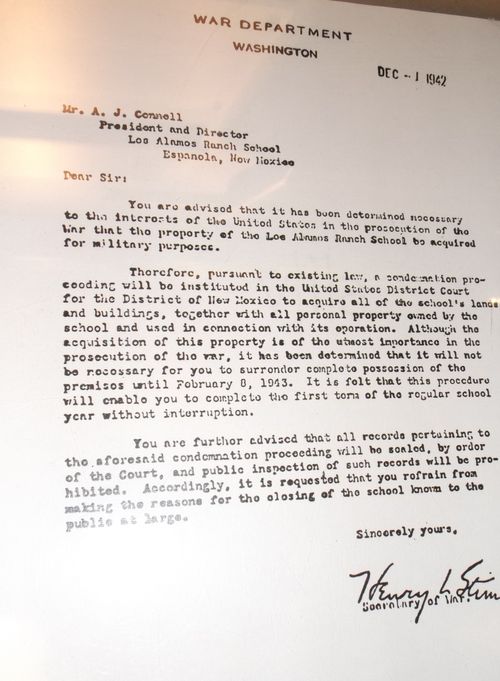 WAR DEPARTMENT
WASHINGTON
DEC -1 1942
Mr. A. J. Connell
President and Director
Los Alamos Ranch School
Espanola, New Mexico
Dear Sir:
You are advised that it has been determined necessary
to the interests of the United States in the prosecution of the
War that the property of the Los Alamos Ranch School be acquired
for military purposes.
Therefore, pursuant to existing law, a condemnation pro-
ceeding will be instituted in the United States District Court
for the District of New Mexico to acquire all of the school's lands
and buildings, together with all personal property owned by the
school and used in connection with its operation. Although the
acquisition of this property is of the utmost importance in the
prosecution of the war, it has been determined that it will not
be necessary for you to surrender complete possession of the
premises until February 8, 1943. It is felt that this procedure
will enable you to complete the first term of the regular school
year without interruption.
You are further advised that all records pertaining to
the aforesaid condemnation proceeding will be sealed, by order
of the Court, and public inspection of such records will be pro-
hibited. Accordingly, it is requested that you refrain from
making the reasons for the closing of the school known to the
public at large.
Sincerely yours,
Henry L Stim
Secretary of War.